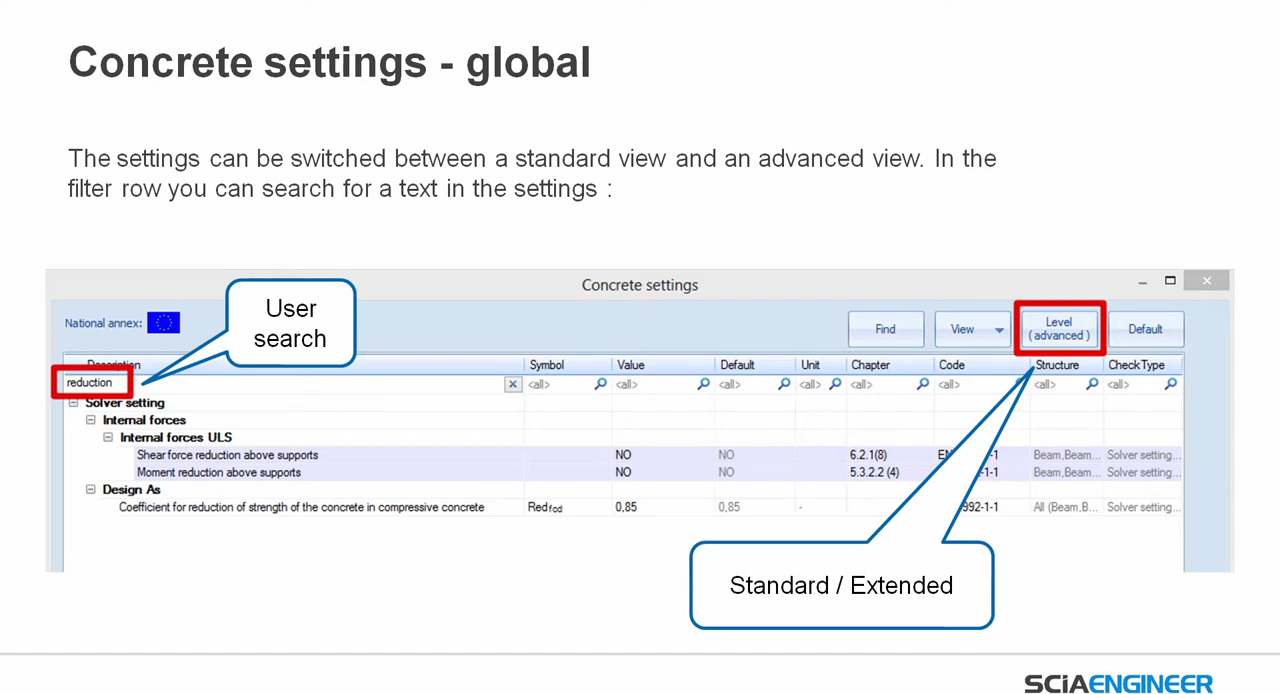 Concrete settings - global
The settings can be switched between a standard view and an advanced view. In the
filter row you can search for a text in the settings :
Concrete settings
User
search
National annex:
Find
View
Level
(advanced )
Default
Description Symbol Value Default Unit Chapter Code Structure CheckType
reduction <all> <all> <all> <all> <all> <all> <all> <all>
Solver setting
Internal forces
Internal forces ULS
Shear force reduction above supports NO NO 6.2.1(8) Beam,Beam... Solver setting...
Moment reduction above supports NO NO 5.3.2.2 (4) Beam,Beam... Solver setting...
Design As
Coefficient for reduction of strength of the concrete in compressive concrete Red fcd 0,85 0,85 - All (Beam,B... Solver setting...
Standard / Extended
SCiAENGINEER